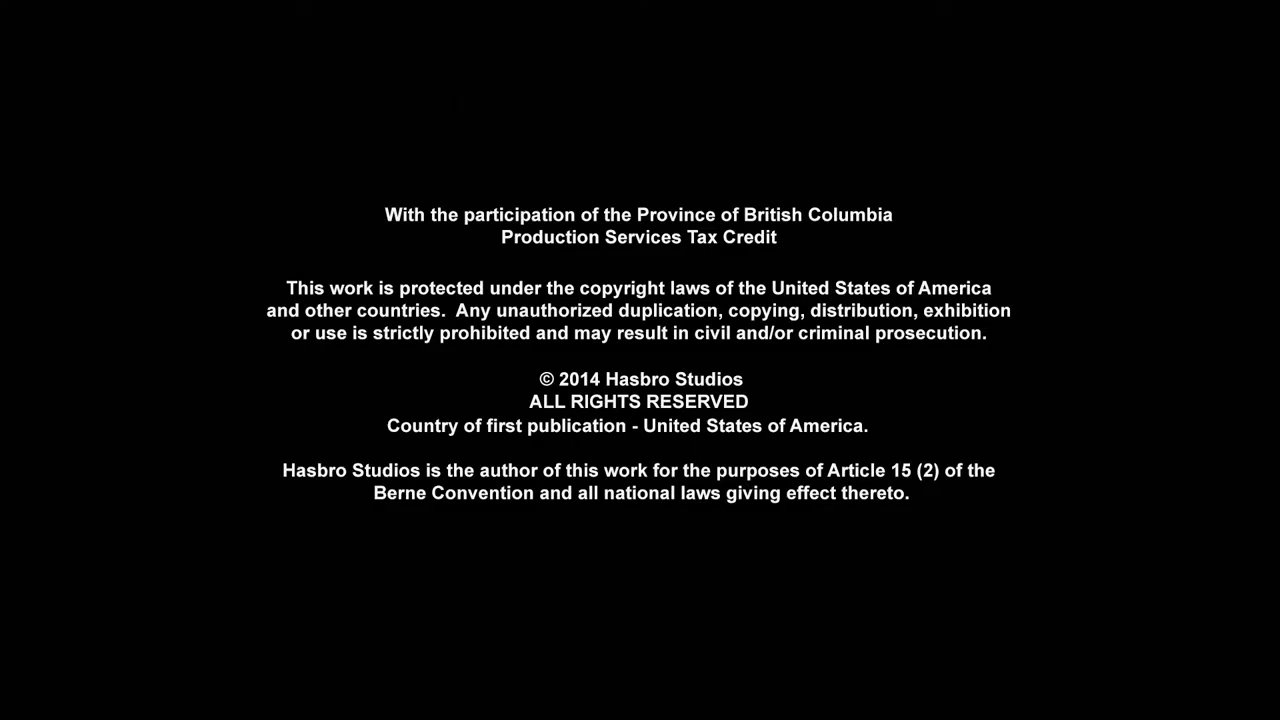 With the participation of the Province of British Columbia
Production Services Tax Credit
This work is protected under the copyright laws of the United States of America
and other countries.  Any unauthorized duplication, copying, distribution, exhibition
or use is strictly prohibited and may result in civil and/or criminal prosecution.
© 2014 Hasbro Studios
ALL RIGHTS RESERVED
Country of first publication - United States of America.
Hasbro Studios is the author of this work for the purposes of Article 15 (2) of the
Berne Convention and all national laws giving effect thereto.